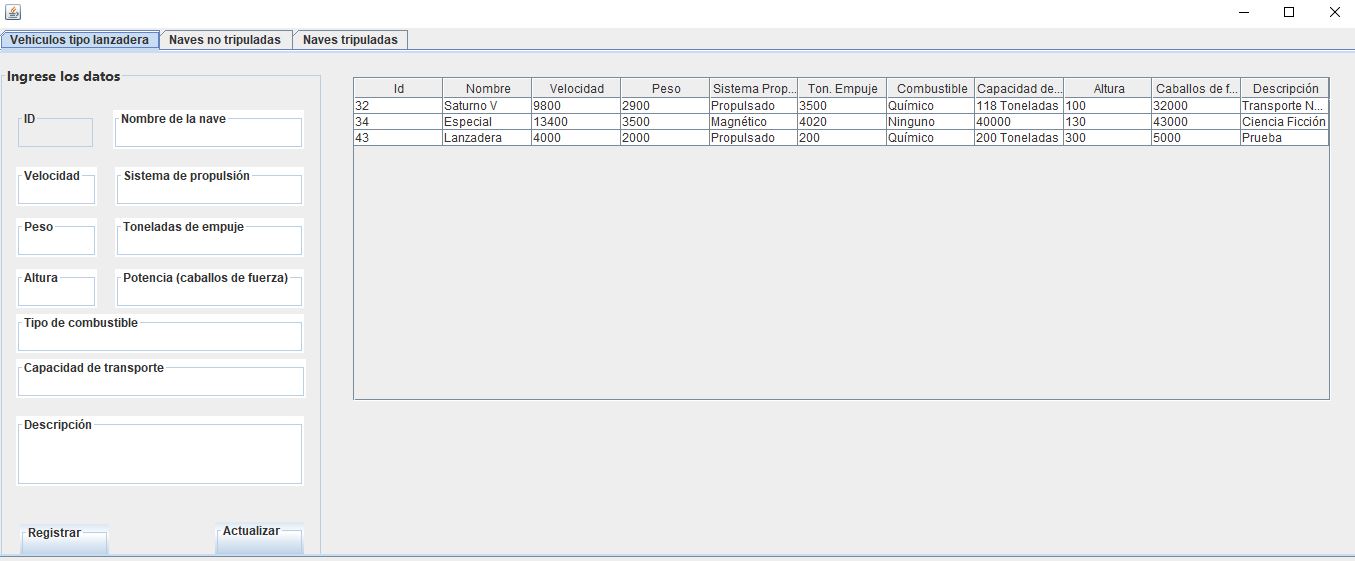 Vehiculos tipo lanzadera Naves no tripuladas Naves tripuladas
Ingrese los datos
ID Nombre de la nave
Velocidad Sistema de propulsión
Peso Toneladas de empuje
Altura Potencia (caballos de fuerza)
Tipo de combustible
Capacidad de transporte
Descripción
Registrar Actualizar
Id Nombre Velocidad Peso Sistema Prop... Ton. Empuje Combustible Capacidad de... Altura Caballos de f... Descripción
32 Saturno V 9800 2900 Propulsado 3500 Químico 118 Toneladas 100 32000 Transporte N...
34 Especial 13400 3500 Magnético 4020 Ninguno 40000 130 43000 Ciencia Ficción
43 Lanzadera 4000 2000 Propulsado 200 Químico 200 Toneladas 300 5000 Prueba